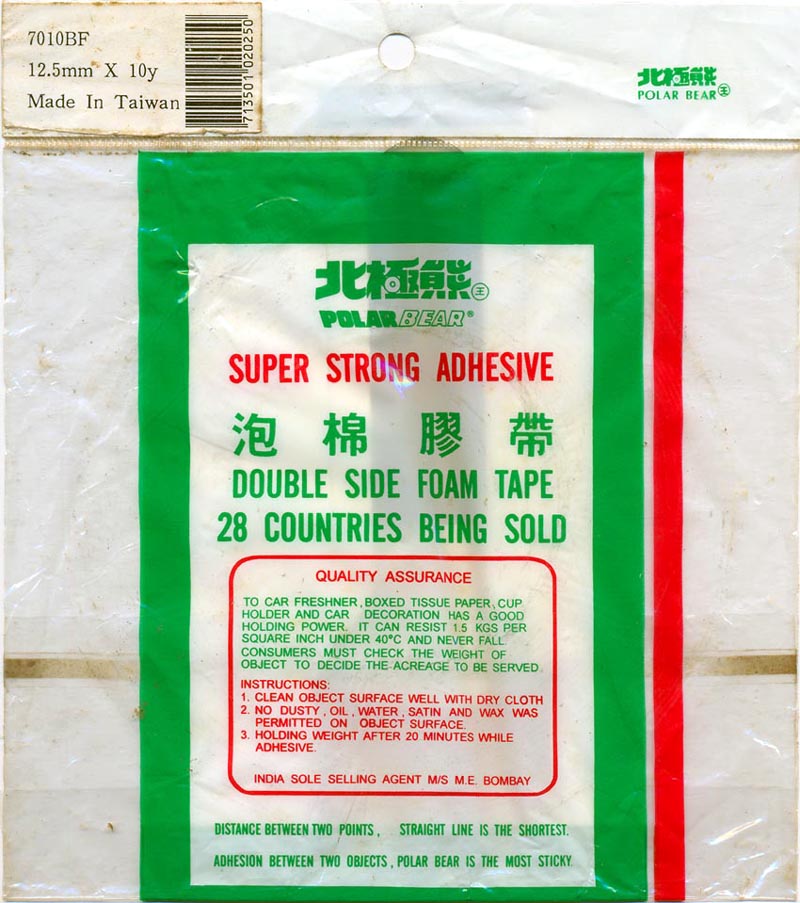 7010BF
12.5mm X 10y
Made In Taiwan
713501020250
北極熊
POLAR BEAR 王
北極熊 王
POLAR BEAR®
SUPER STRONG ADHESIVE
泡棉膠帶
DOUBLE SIDE FOAM TAPE
28 COUNTRIES BEING SOLD
QUALITY ASSURANCE
TO CAR FRESHNER, BOXED TISSUE PAPER, CUP
HOLDER AND CAR DECORATION HAS A GOOD
HOLDING POWER. IT CAN RESIST 1.5 KGS PER
SQUARE INCH UNDER 40°C AND NEVER FALL.
CONSUMERS MUST CHECK THE WEIGHT OF
OBJECT TO DECIDE THE ACREAGE TO BE SERVED.
INSTRUCTIONS:
1. CLEAN OBJECT SURFACE WELL WITH DRY CLOTH
2. NO DUSTY, OIL, WATER, SATIN AND WAX WAS
PERMITTED ON OBJECT SURFACE.
3. HOLDING WEIGHT AFTER 20 MINUTES WHILE
ADHESIVE.
INDIA SOLE SELLING AGENT M/S M.E. BOMBAY
DISTANCE BETWEEN TWO POINTS, STRAIGHT LINE IS THE SHORTEST.
ADHESION BETWEEN TWO OBJECTS, POLAR BEAR IS THE MOST STICKY.